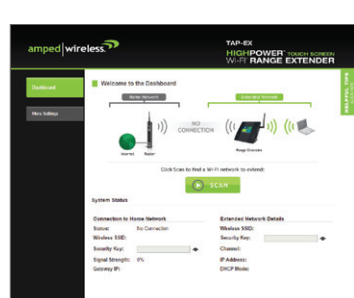 amped wireless
TAP-EX
HIGHPOWER™ TOUCH SCREEN
Wi-Fi RANGE EXTENDER
HELPFUL TIPS
Dashboard
More Settings
Welcome to the Dashboard
Home Network
Extended Network
NO
CONNECTION
Internet
Router
Range Extender
Click Scan to find a Wi-Fi network to extend:
SCAN
System Status
Connection to Home Network
Status: No Connection
Wireless SSID:
Security Key:
Signal Strength: 0%
Gateway IP:
Extended Network Details
Wireless SSID:
Security Key:
Channel:
IP Address:
DHCP Mode: